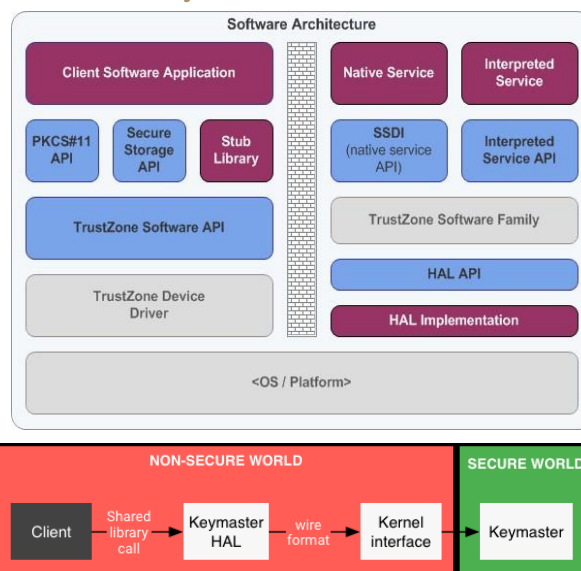 Software Architecture
Client Software Application
Native Service
Interpreted
Service
PKCS#11
API
Secure
Storage
API
Stub
Library
SSDI
(native service
API)
Interpreted
Service API
TrustZone Software API
TrustZone Software Family
TrustZone Device
Driver
HAL API
HAL Implementation
<OS / Platform>
NON-SECURE WORLD
SECURE WORLD
Client
Shared
library
call
Keymaster
HAL
wire
format
Kernel
interface
Keymaster